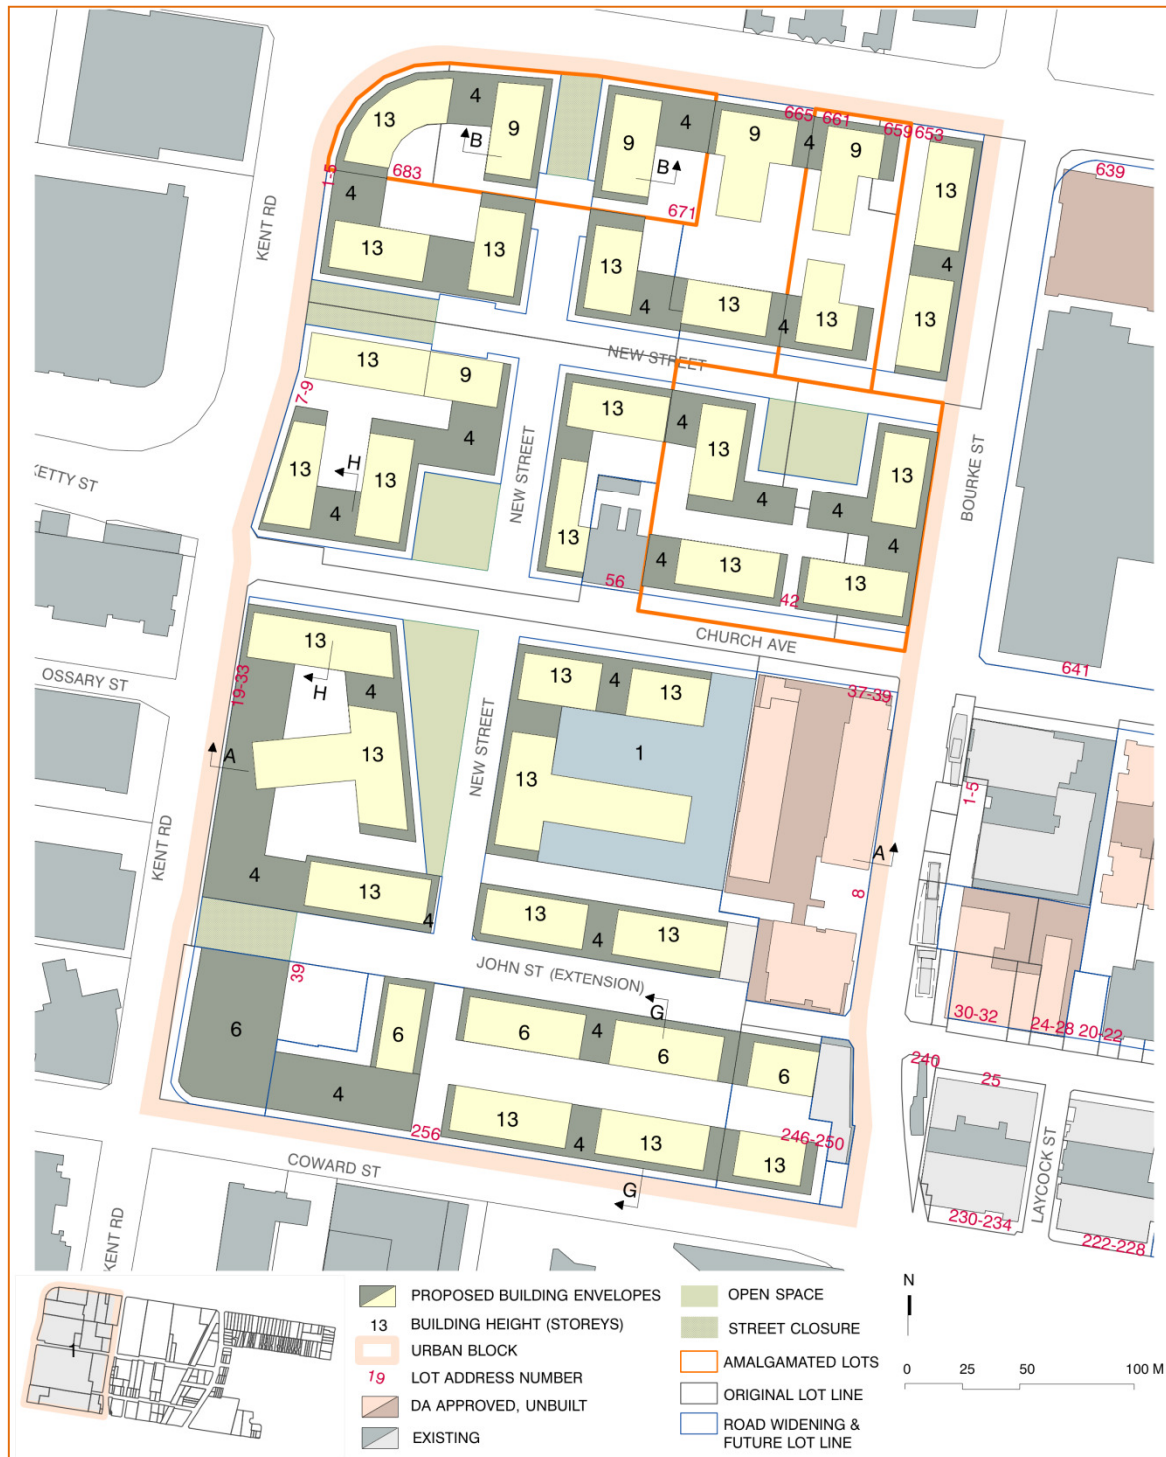 4
13
9
B
9
4
B
9
4
665
661
9
659
653
639
13
1-5
683
4
671
KENT RD
13
13
13
4
13
4
13
4
13
NEW STREET
13
9
7-9
13
4
13
13
4
NEW STREET
13
4
H
13
13
4
4
BOURKE ST
KETTY ST
4
13
4
13
4
13
56
42
CHURCH AVE
13
4
13
641
OSSARY ST
19-33
13
4
H
37-39
A
13
NEW STREET
13
1
1-5
KENT RD
A
4
13
4
8
13
4
13
39
JOHN ST (EXTENSION)
G
6
6
6
4
6
6
30-32
24-28
20-22
4
13
4
13
13
256
246-250
240
25
COWARD ST
G
LAYCOCK ST
230-234
222-228
KENT RD
1
PROPOSED BUILDING ENVELOPES
13 BUILDING HEIGHT (STOREYS)
URBAN BLOCK
19 LOT ADDRESS NUMBER
DA APPROVED, UNBUILT
EXISTING
OPEN SPACE
STREET CLOSURE
AMALGAMATED LOTS
ORIGINAL LOT LINE
ROAD WIDENING &
FUTURE LOT LINE
N
0 25 50 100 M